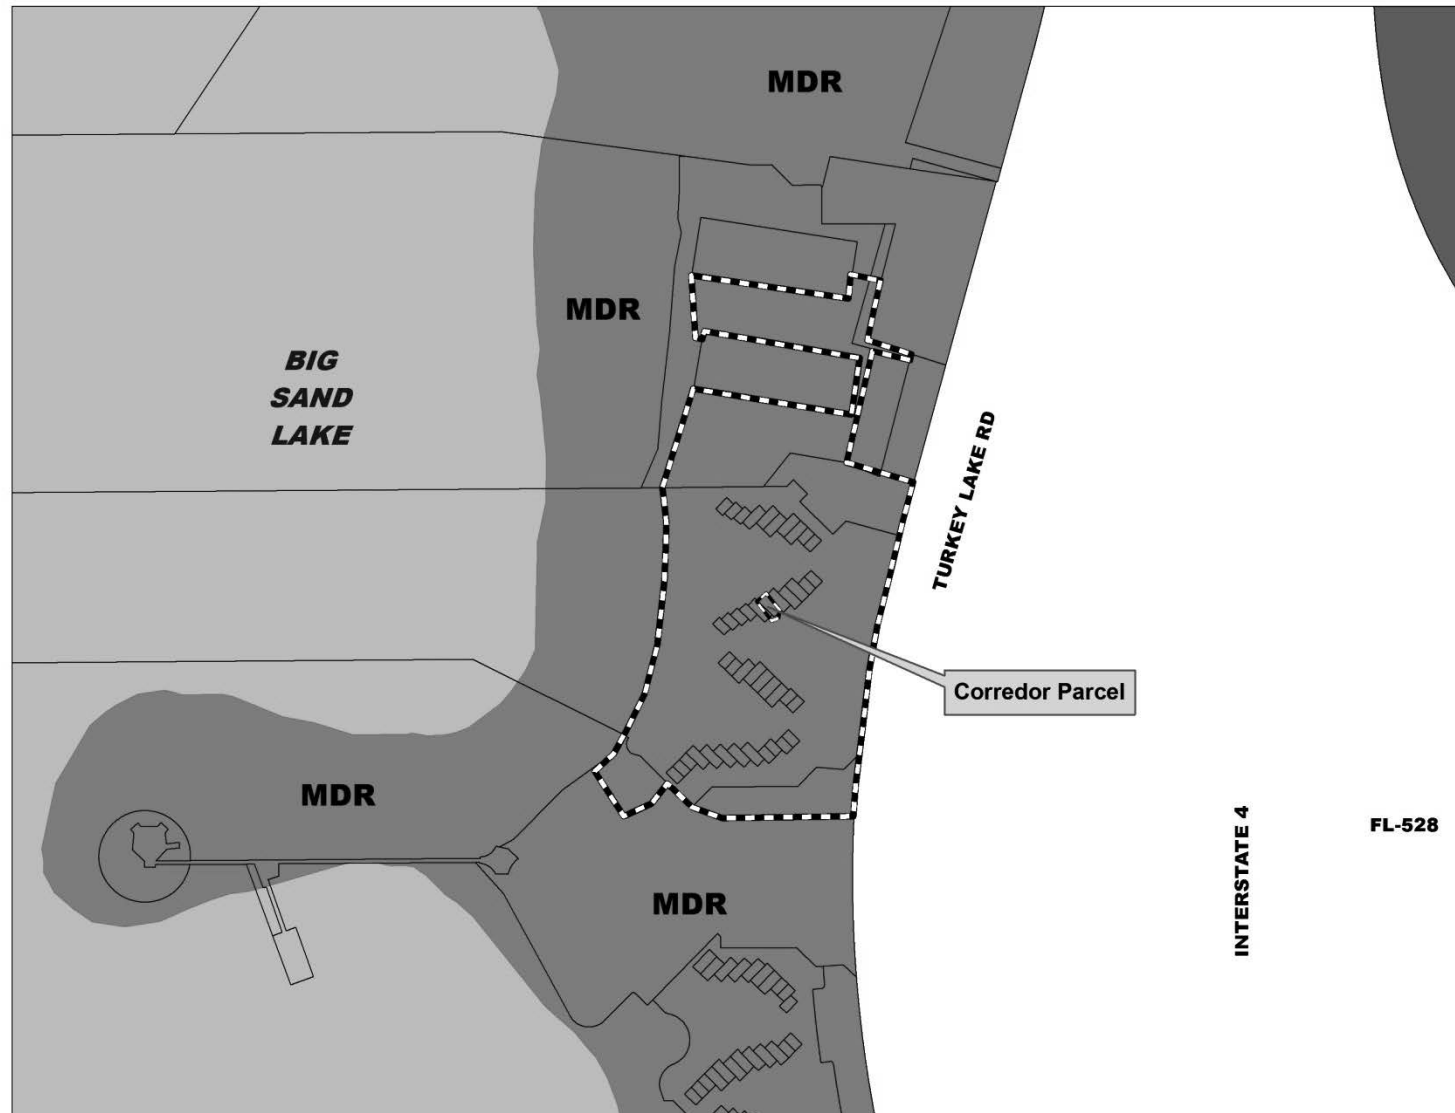 MDR
MDR
BIG
SAND
LAKE
TURKEY LAKE RD
Corredor Parcel
MDR
FL-528
INTERSTATE 4
MDR